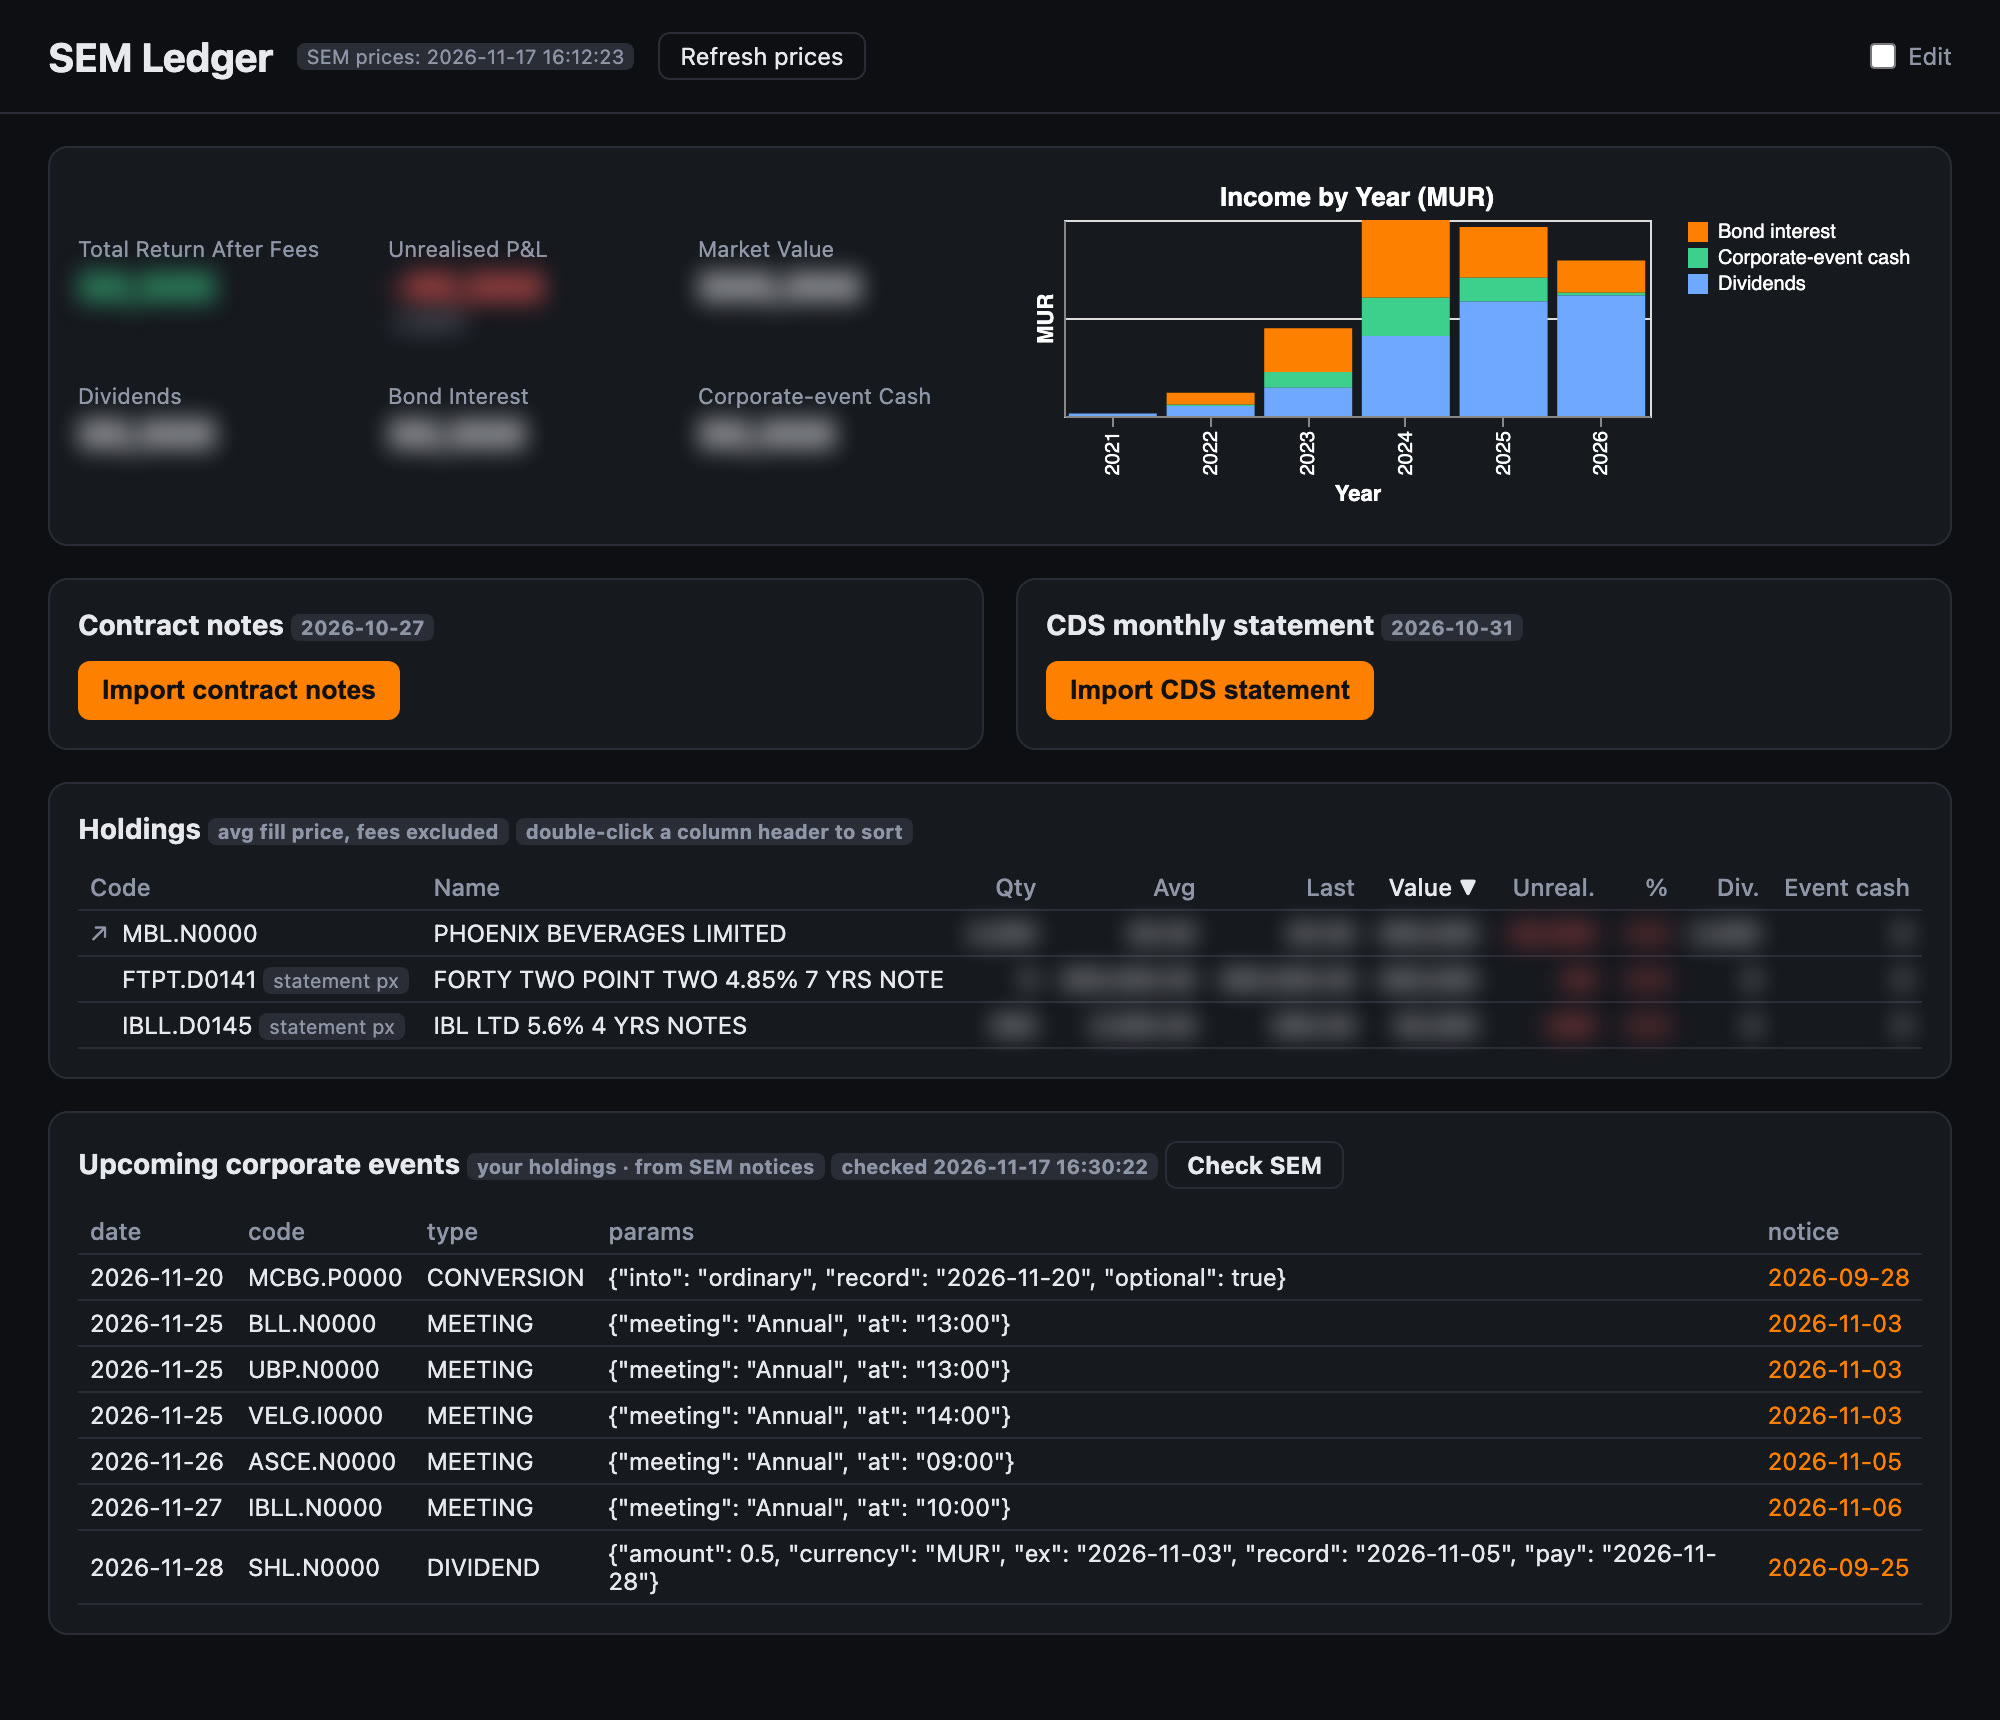 SEM Ledger SEM prices: 2026-11-17 16:12:23 Refresh prices Edit
Total Return After Fees Unrealised P&L Market Value
Dividends Bond Interest Corporate-event Cash
Income by Year (MUR)
MUR
2021 2022 2023 2024 2025 2026
Year
Bond interest
Corporate-event cash
Dividends
Contract notes 2026-10-27
Import contract notes
CDS monthly statement 2026-10-31
Import CDS statement
Holdings avg fill price, fees excluded double-click a column header to sort
Code Name Qty Avg Last Value ▼ Unreal. % Div. Event cash
↗ MBL.N0000 PHOENIX BEVERAGES LIMITED
FTPT.D0141 statement px FORTY TWO POINT TWO 4.85% 7 YRS NOTE
IBLL.D0145 statement px IBL LTD 5.6% 4 YRS NOTES
Upcoming corporate events your holdings · from SEM notices checked 2026-11-17 16:30:22 Check SEM
date code type params notice
2026-11-20 MCBG.P0000 CONVERSION {"into": "ordinary", "record": "2026-11-20", "optional": true} 2026-09-28
2026-11-25 BLL.N0000 MEETING {"meeting": "Annual", "at": "13:00"} 2026-11-03
2026-11-25 UBP.N0000 MEETING {"meeting": "Annual", "at": "13:00"} 2026-11-03
2026-11-25 VELG.I0000 MEETING {"meeting": "Annual", "at": "14:00"} 2026-11-03
2026-11-26 ASCE.N0000 MEETING {"meeting": "Annual", "at": "09:00"} 2026-11-05
2026-11-27 IBLL.N0000 MEETING {"meeting": "Annual", "at": "10:00"} 2026-11-06
2026-11-28 SHL.N0000 DIVIDEND {"amount": 0.5, "currency": "MUR", "ex": "2026-11-03", "record": "2026-11-05", "pay": "2026-11-
28"} 2026-09-25